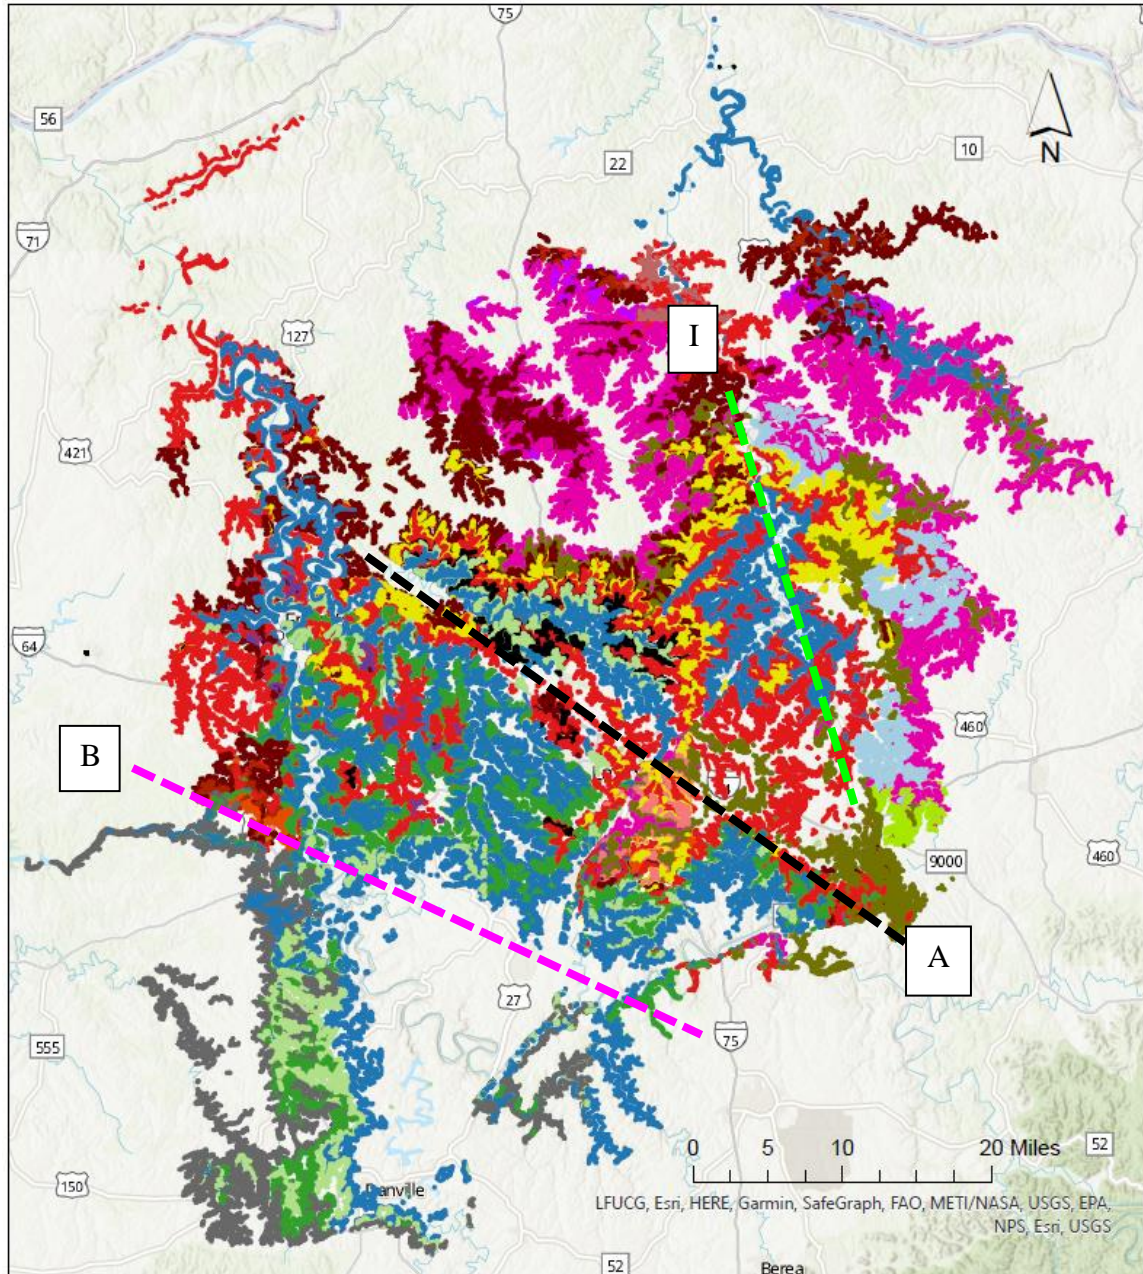 75
56
22
10
N
71
I
127
421
64
460
B
9000
460
A
27
75
555
0 5 10 20 Miles
52
150
Danville
LFUCG, Esri, HERE, Garmin, SafeGraph, FAO, METI/NASA, USGS, EPA,
NPS, Esri, USGS
52
Berea